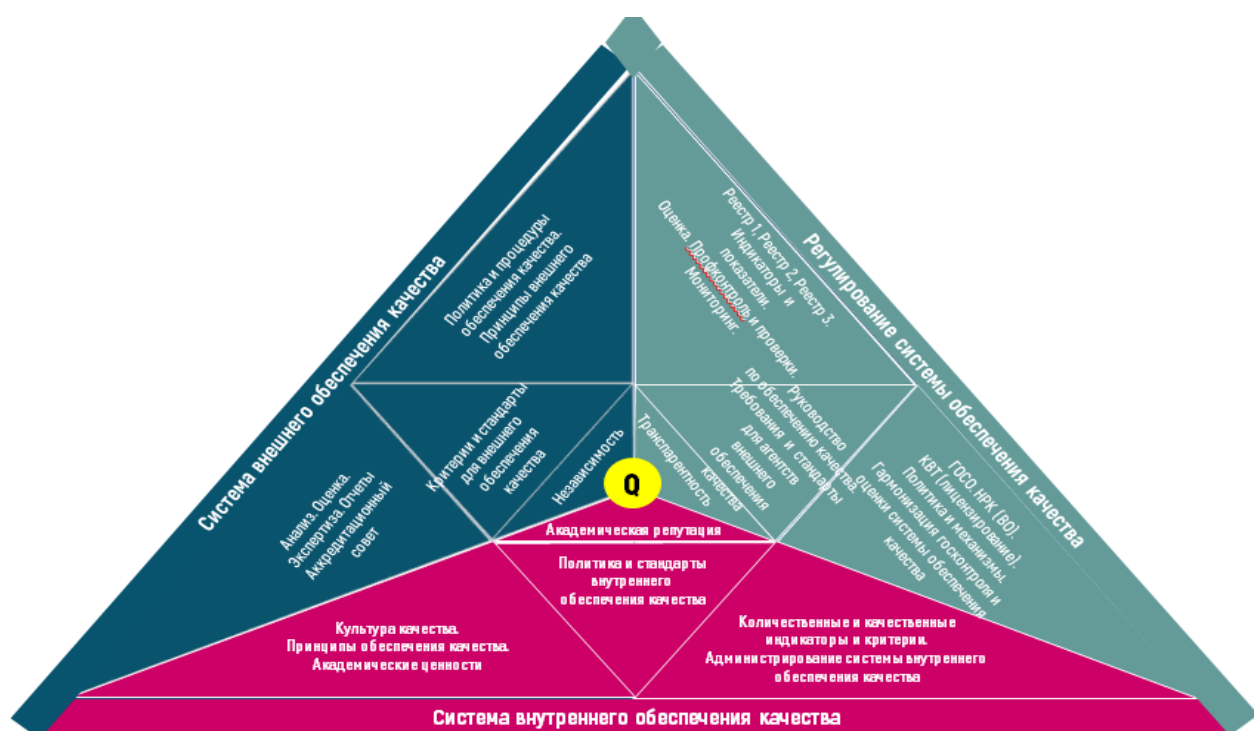 Система внешнего обеспечения качества
Политика и процедуры
обеспечения качества.
Принципы внешнего
обеспечения качества
Критерии и стандарты
для внешнего
обеспечения
качества
Независимость
Анализ. Оценка.
Экспертиза. Отчеты
Аккредитационный
совет
Регулирование системы обеспечения качества
Реестр 1, Реестр 2, Реестр 3.
Индикаторы и
показатели.
Оценка. Профконтроль и проверки.
Мониторинг.
Руководство
по обеспечению качества
Требования и стандарты
для агентств
внешнего
обеспечения
качества
Транспарентность
ГОСО. НРК (ВО).
КВТ (лицензирование).
Политика и механизмы.
Гармонизация госконтроля и
оценки системы обеспечения
качества
Q
Академическая репутация
Политика и стандарты
внутреннего
обеспечения качества
Культура качества.
Принципы обеспечения качества.
Академические ценности
Количественные и качественные
индикаторы и критерии.
Администрирование системы внутреннего
обеспечения качества
Система внутреннего обеспечения качества